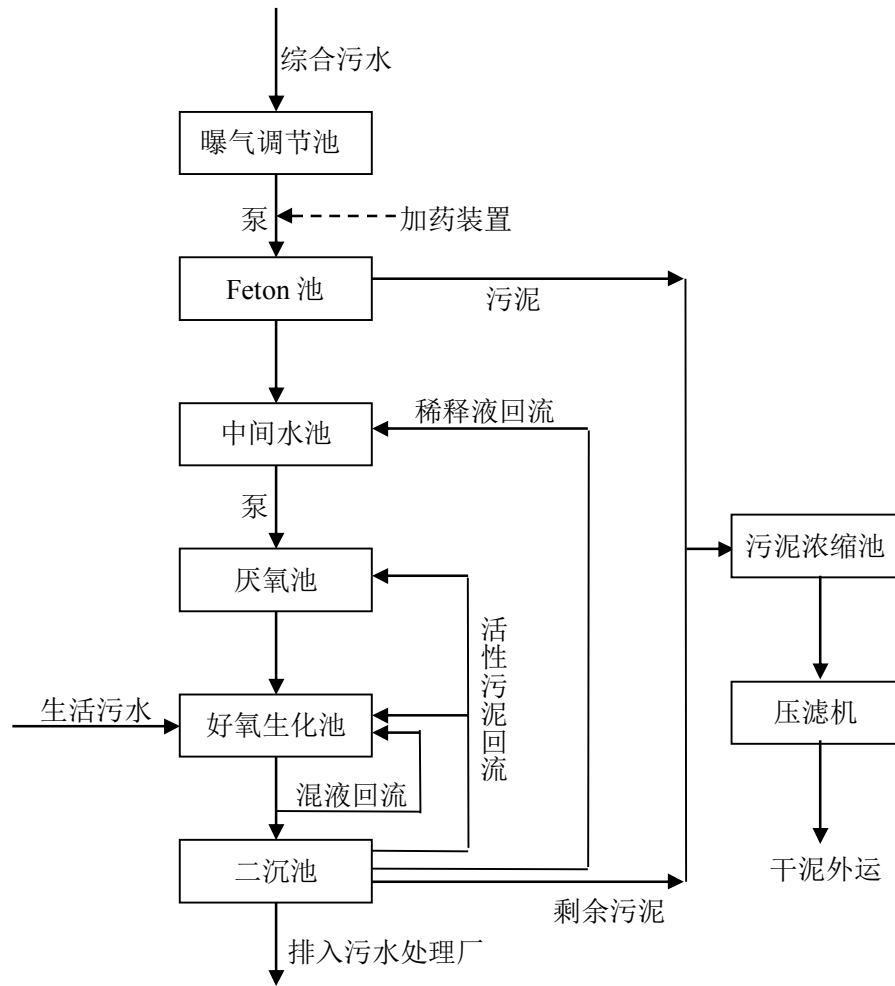 综合污水
曝气调节池
泵
加药装置
Feton 池
污泥
稀释液回流
中间水池
泵
污泥浓缩池
厌氧池
活性污泥回流
生活污水
好氧生化池
压滤机
混液回流
二沉池
干泥外运
剩余污泥
排入污水处理厂